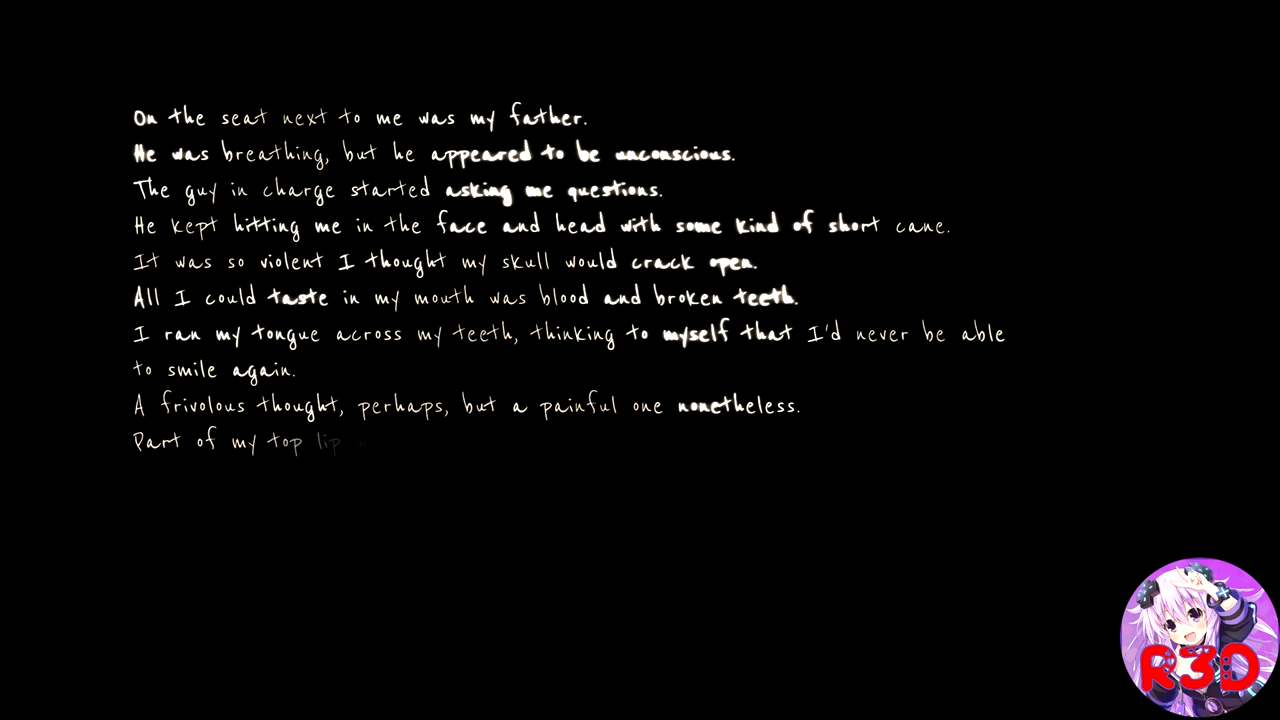 On the seat next to me was my father.
He was breathing, but he appeared to be unconscious.
The guy in charge started asking me questions.
He kept hitting me in the face and head with some kind of short cane.
It was so violent I thought my skull would crack open.
All I could taste in my mouth was blood and broken teeth.
I ran my tongue across my teeth, thinking to myself that I'd never be able
to smile again.
A frivolous thought, perhaps, but a painful one nonetheless.
Part of my top lip
R3D